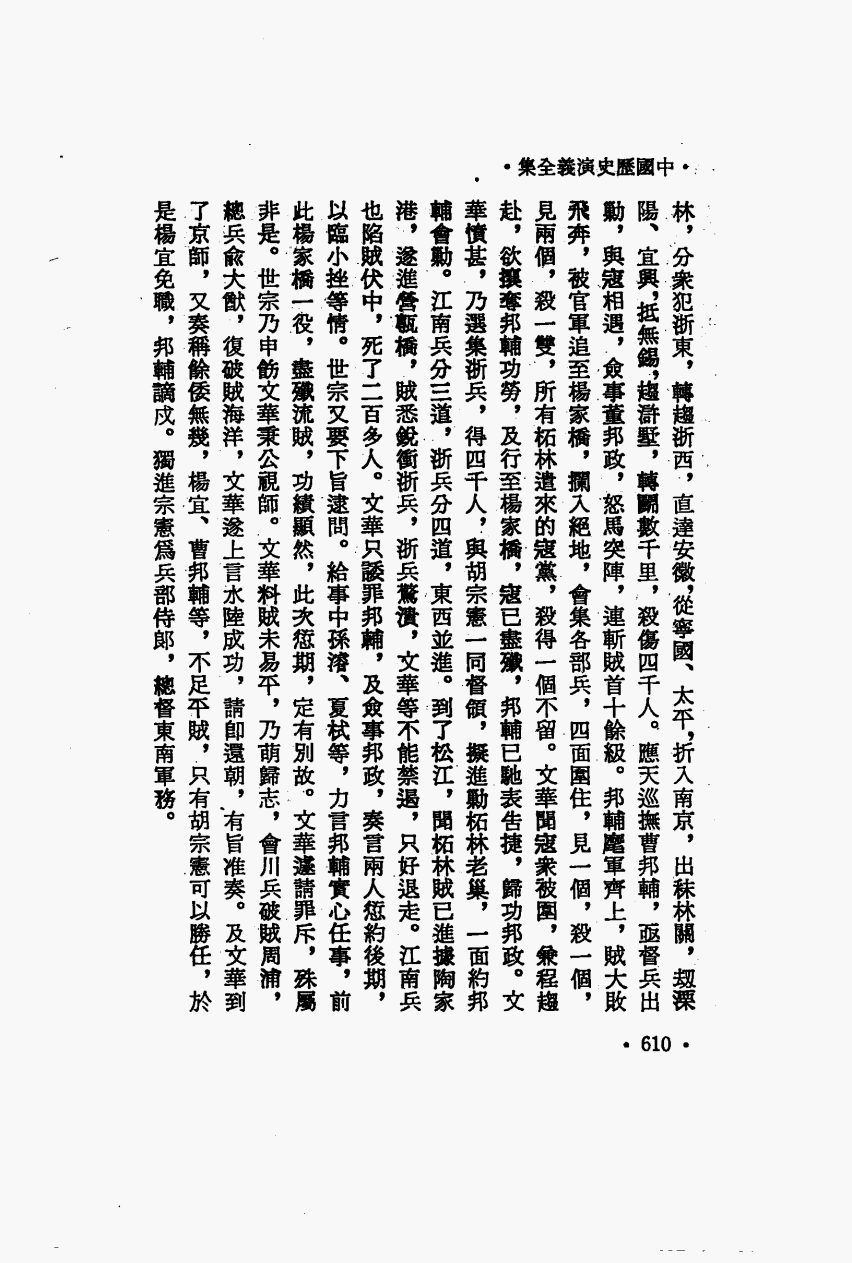 •中國歷史演義全集•
林，分衆犯浙東，轉趨浙西，直達安徽，從寧國、太平，折入南京，出秣林關，刼溧
陽、宜興，抵無錫，趨滸墅，轉鬭數千里，殺傷四千人。應天巡撫曹邦輔，亟督兵出
勦，與寇相遇，僉事董邦政，怒馬突陣，連斬賊首十餘級。邦輔麾軍齊上，賊大敗
飛奔，被官軍追至楊家橋，攔入絕地，會集各部兵，四面圍住，見一個，殺一個，
見兩個，殺一雙，所有柘林遣來的寇黨，殺得一個不留。文華聞寇衆被圍，兼程趨
赴，欲攘奪邦輔功勞，及行至楊家橋，寇已盡殲，邦輔已馳表告捷，歸功邦政。文
華憤甚，乃選集浙兵，得四千人，與胡宗憲一同督領，擬進勦柘林老巢，一面約邦
輔會勦。江南兵分三道，浙兵分四道，東西並進。到了松江，聞柘林賊已進據陶家
港，遂進營甎橋，賊悉銳衝浙兵，浙兵驚潰，文華等不能禁遏，只好退走。江南兵
也陷賊伏中，死了二百多人。文華只諉罪邦輔，及僉事邦政，奏言兩人愆約後期，
以臨小挫等情。世宗又要下旨逮問。給事中孫濬、夏栻等，力言邦輔實心任事，前
此楊家橋一役，盡殲流賊，功績顯然，此次愆期，定有別故。文華遽請罪斥，殊屬
非是。世宗乃申飭文華秉公視師。文華料賊未易平，乃萌歸志，會川兵破賊周浦，
總兵兪大猷，復破賊海洋，文華遂上言水陸成功，請卽還朝，有旨准奏。及文華到
了京師，又奏稱餘倭無幾，楊宜、曹邦輔等，不足平賊，只有胡宗憲可以勝任，於
是楊宜免職，邦輔謫戍。獨進宗憲爲兵部侍郎，總督東南軍務。
•610•